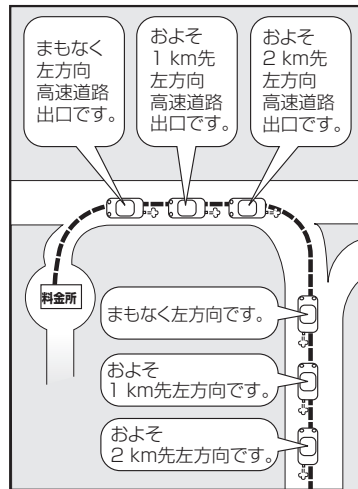 まもなく
左方向
高速道路
出口です。
およそ
1 km先
左方向
高速道路
出口です。
およそ
2 km先
左方向
高速道路
出口です。
料金所
まもなく左方向です。
およそ
1 km先左方向です。
およそ
2 km先左方向です。